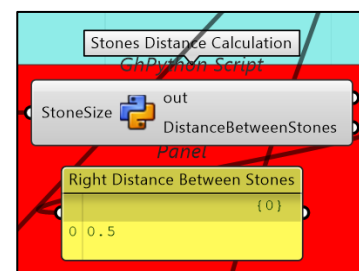 Stones Distance Calculation
GhPython Script
StoneSize
out
DistanceBetweenStones
Panel
Right Distance Between Stones
{0}
0 0.5